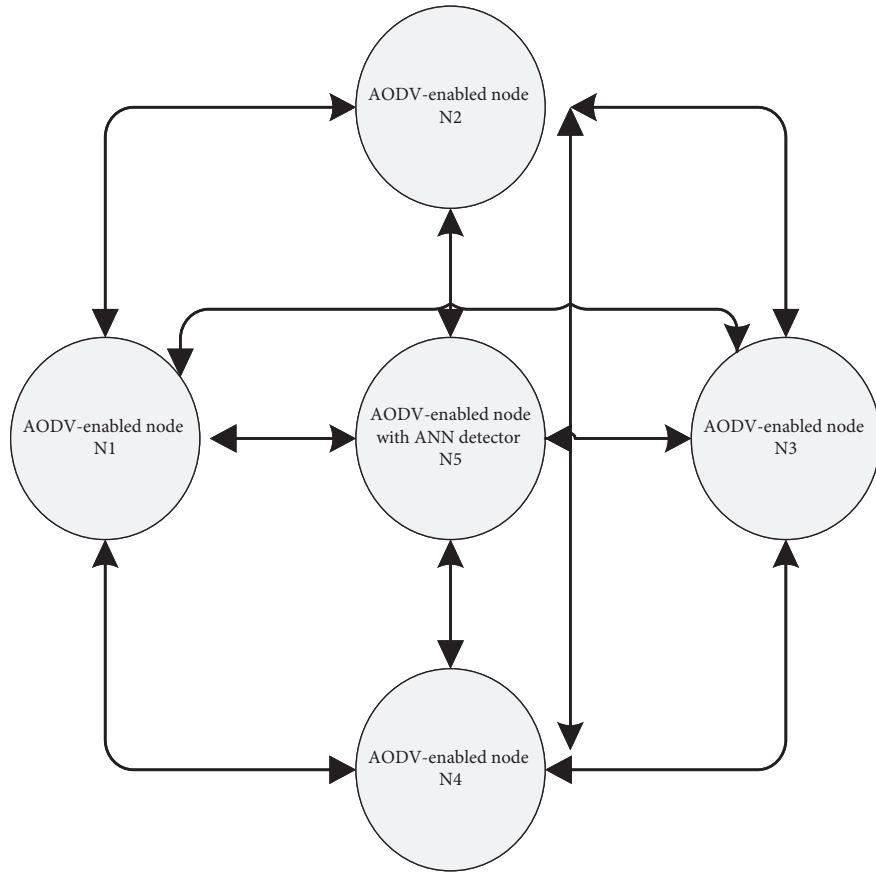 AODV-enabled node
N2
AODV-enabled node
N1
AODV-enabled node
with ANN detector
N5
AODV-enabled node
N3
AODV-enabled node
N4